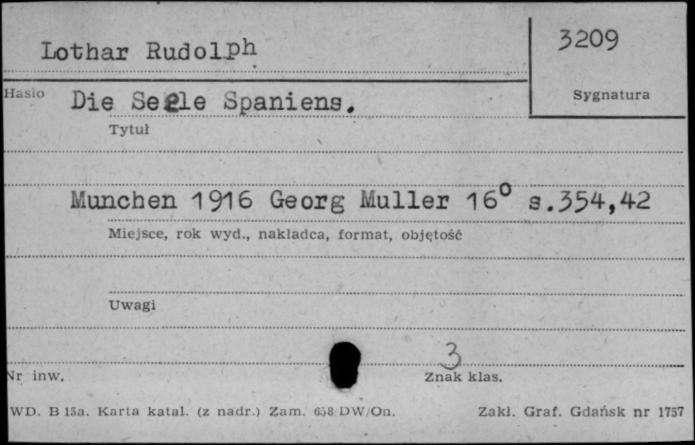 Lothar Rudolph
3209
Hasło
Die Seele Spaniens.
Sygnatura
Tytuł
Munchen 1916 Georg Muller 16° s.354,42
Miejsce, rok wyd., nakładca, format, objętość
Uwagi
3
Nr inw.
Znak klas.
WD. B 15a. Karta katal. (z nadr.) Zam. 658 DW/On.
Zakł. Graf. Gdańsk nr 1757